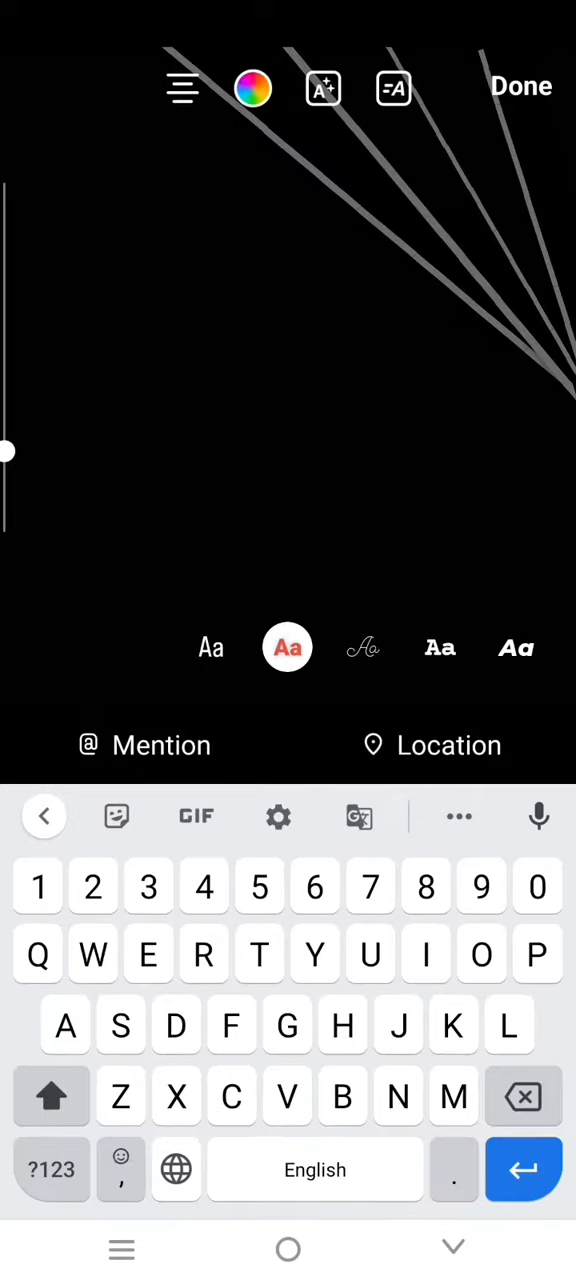 A =A Done
Aa Aa Aa Aa Aa
@ Mention Location
GIF G
1 2 3 4 5 6 7 8 9 0
Q W E R T Y U I O P
A S D F G H J K L
Z X C V B N M
?123 , English .